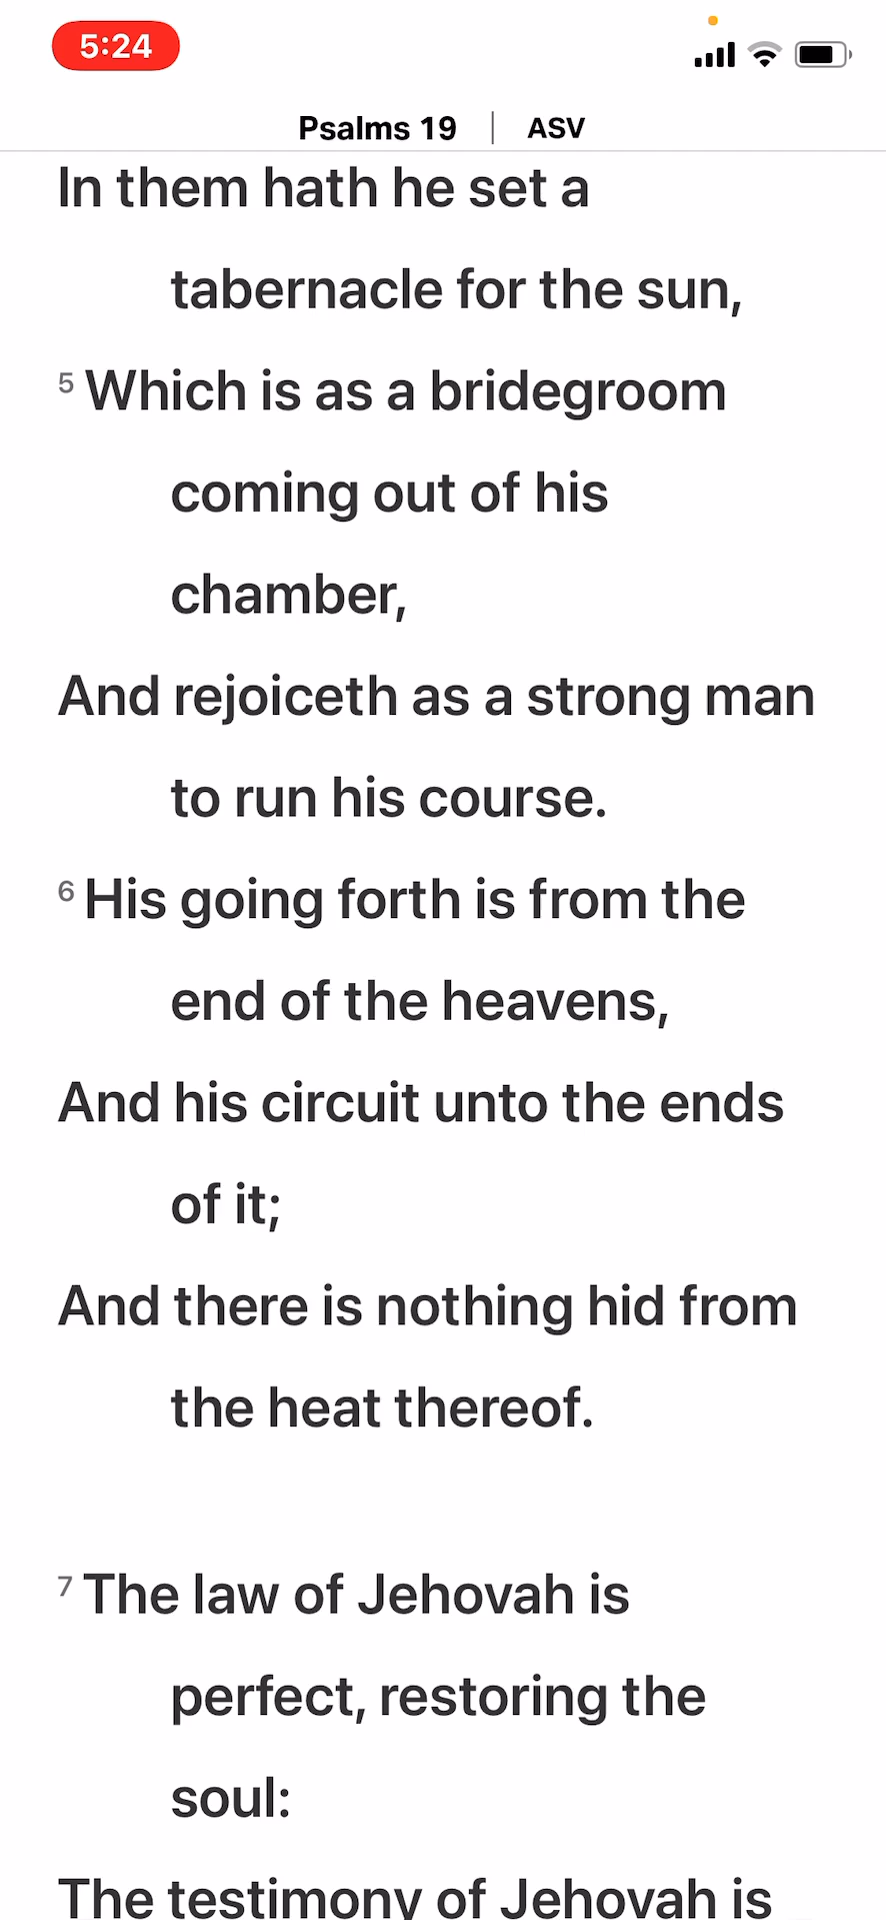 5:24
Psalms 19 | ASV
In them hath he set a
tabernacle for the sun,
5 Which is as a bridegroom
coming out of his
chamber,
And rejoiceth as a strong man
to run his course.
6 His going forth is from the
end of the heavens,
And his circuit unto the ends
of it;
And there is nothing hid from
the heat thereof.
7 The law of Jehovah is
perfect, restoring the
soul:
The testimony of Jehovah is